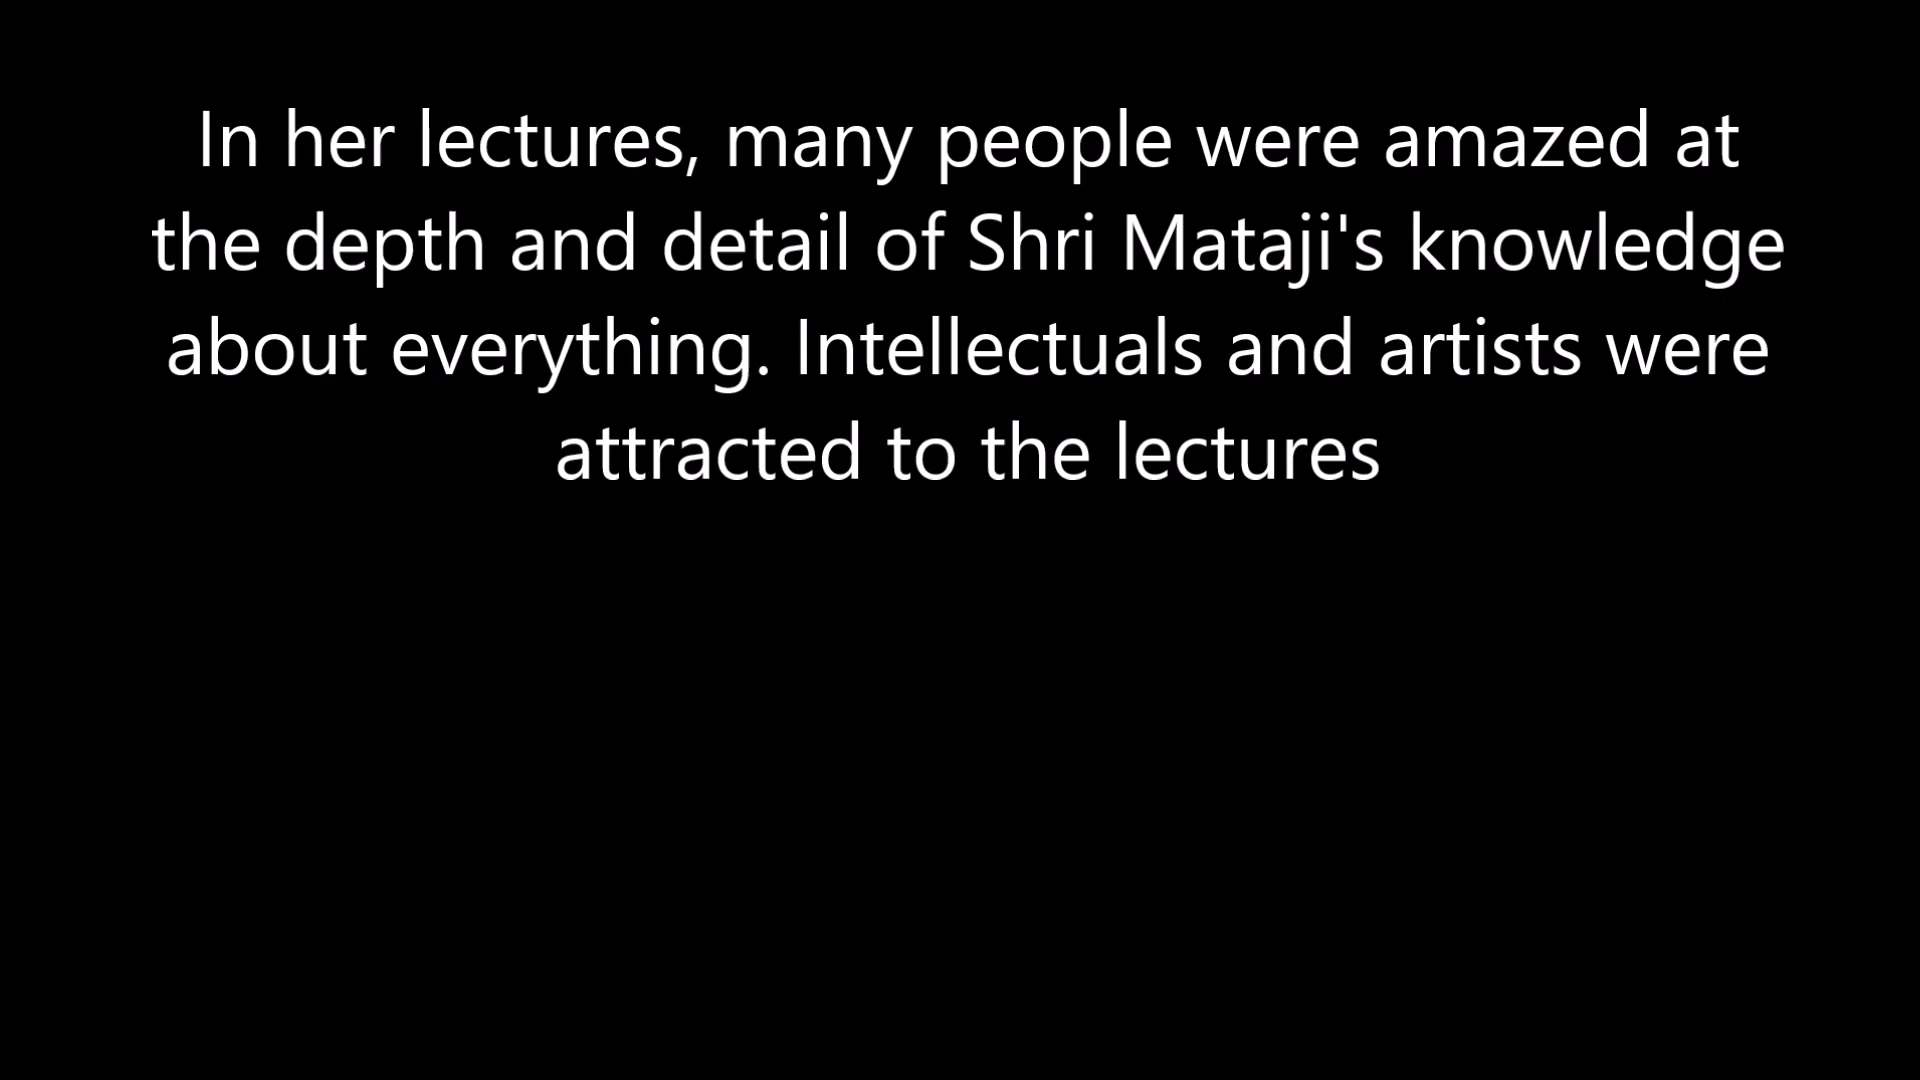 In her lectures, many people were amazed at
the depth and detail of Shri Mataji's knowledge
about everything. Intellectuals and artists were
attracted to the lectures